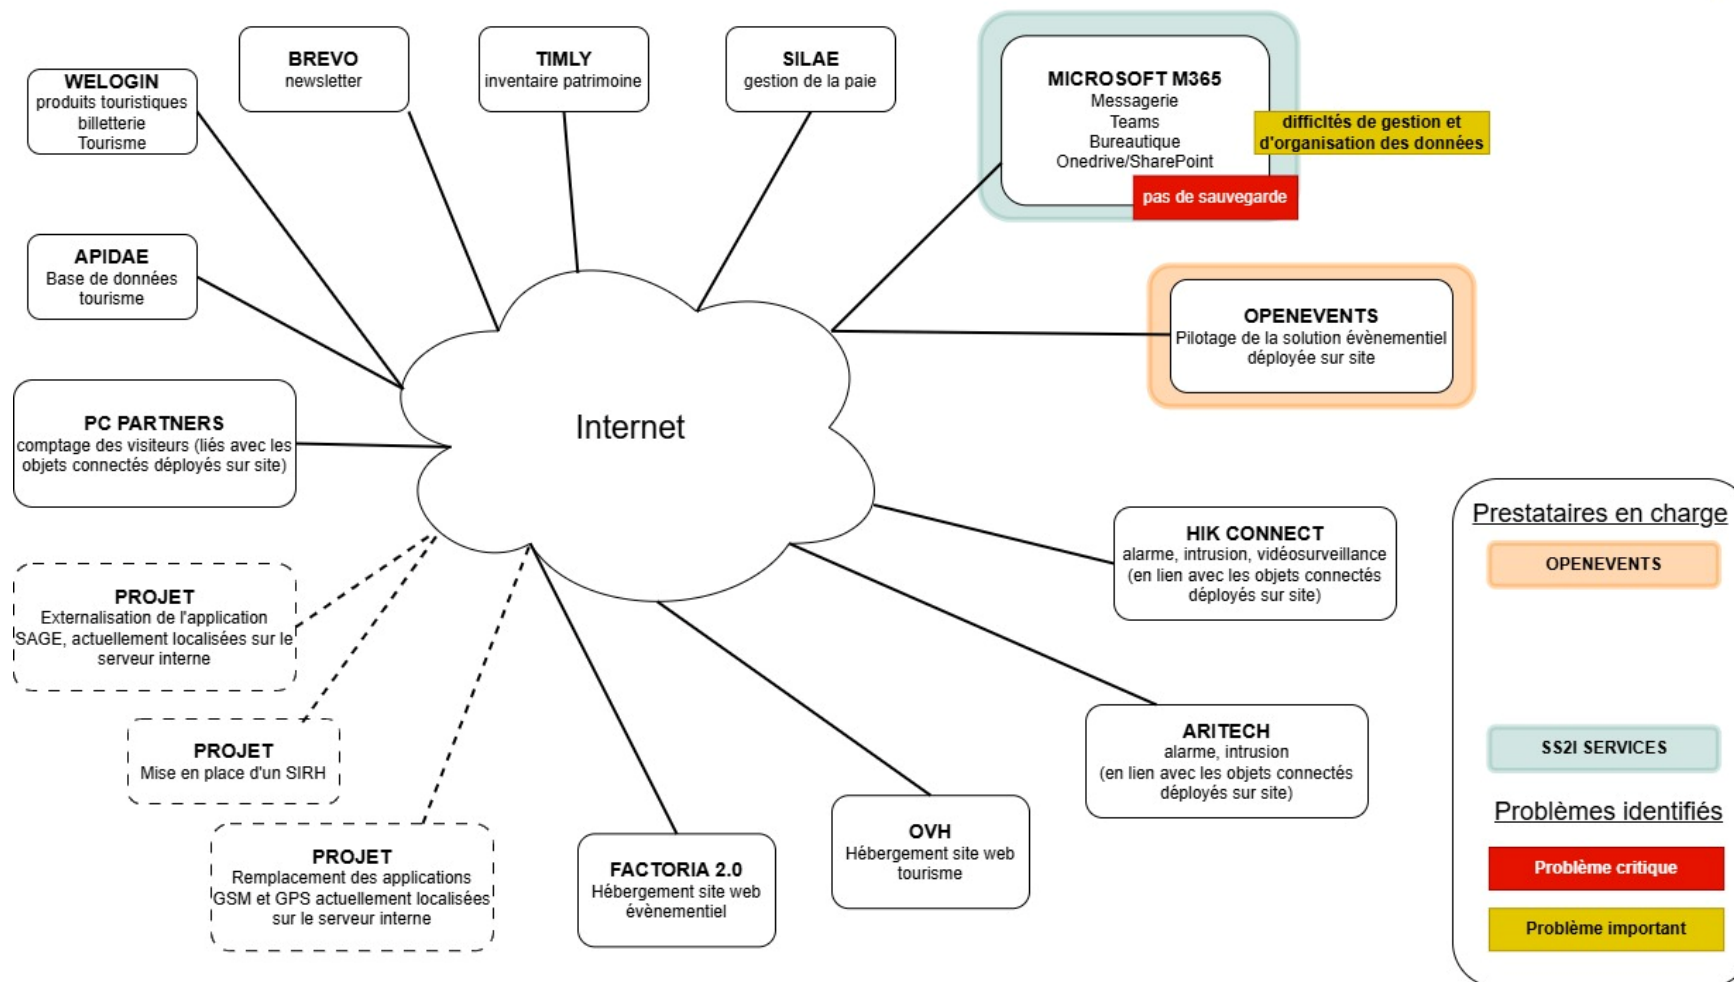 WELOGIN
produits touristiques
billetterie
Tourisme
BREVO
newsletter
TIMLY
inventaire patrimoine
SILAE
gestion de la paie
MICROSOFT M365
Messagerie
Teams
Bureautique
Onedrive/SharePoint
difficltés de gestion et
d'organisation des données
pas de sauvegarde
APIDAE
Base de données
tourisme
OPENEVENTS
Pilotage de la solution évènementiel
déployée sur site
Internet
PC PARTNERS
comptage des visiteurs (liés avec les
objets connectés déployés sur site)
HIK CONNECT
alarme, intrusion, vidéosurveillance
(en lien avec les objets connectés
déployés sur site)
PROJET
Externalisation de l'application
SAGE, actuellement localisées sur le
serveur interne
PROJET
Mise en place d'un SIRH
ARITECH
alarme, intrusion
(en lien avec les objets connectés
déployés sur site)
PROJET
Remplacement des applications
GSM et GPS actuellement localisées
sur le serveur interne
FACTORIA 2.0
Hébergement site web
évènementiel
OVH
Hébergement site web
tourisme
Prestataires en charge
OPENEVENTS
SS2I SERVICES
Problèmes identifiés
Problème critique
Problème important